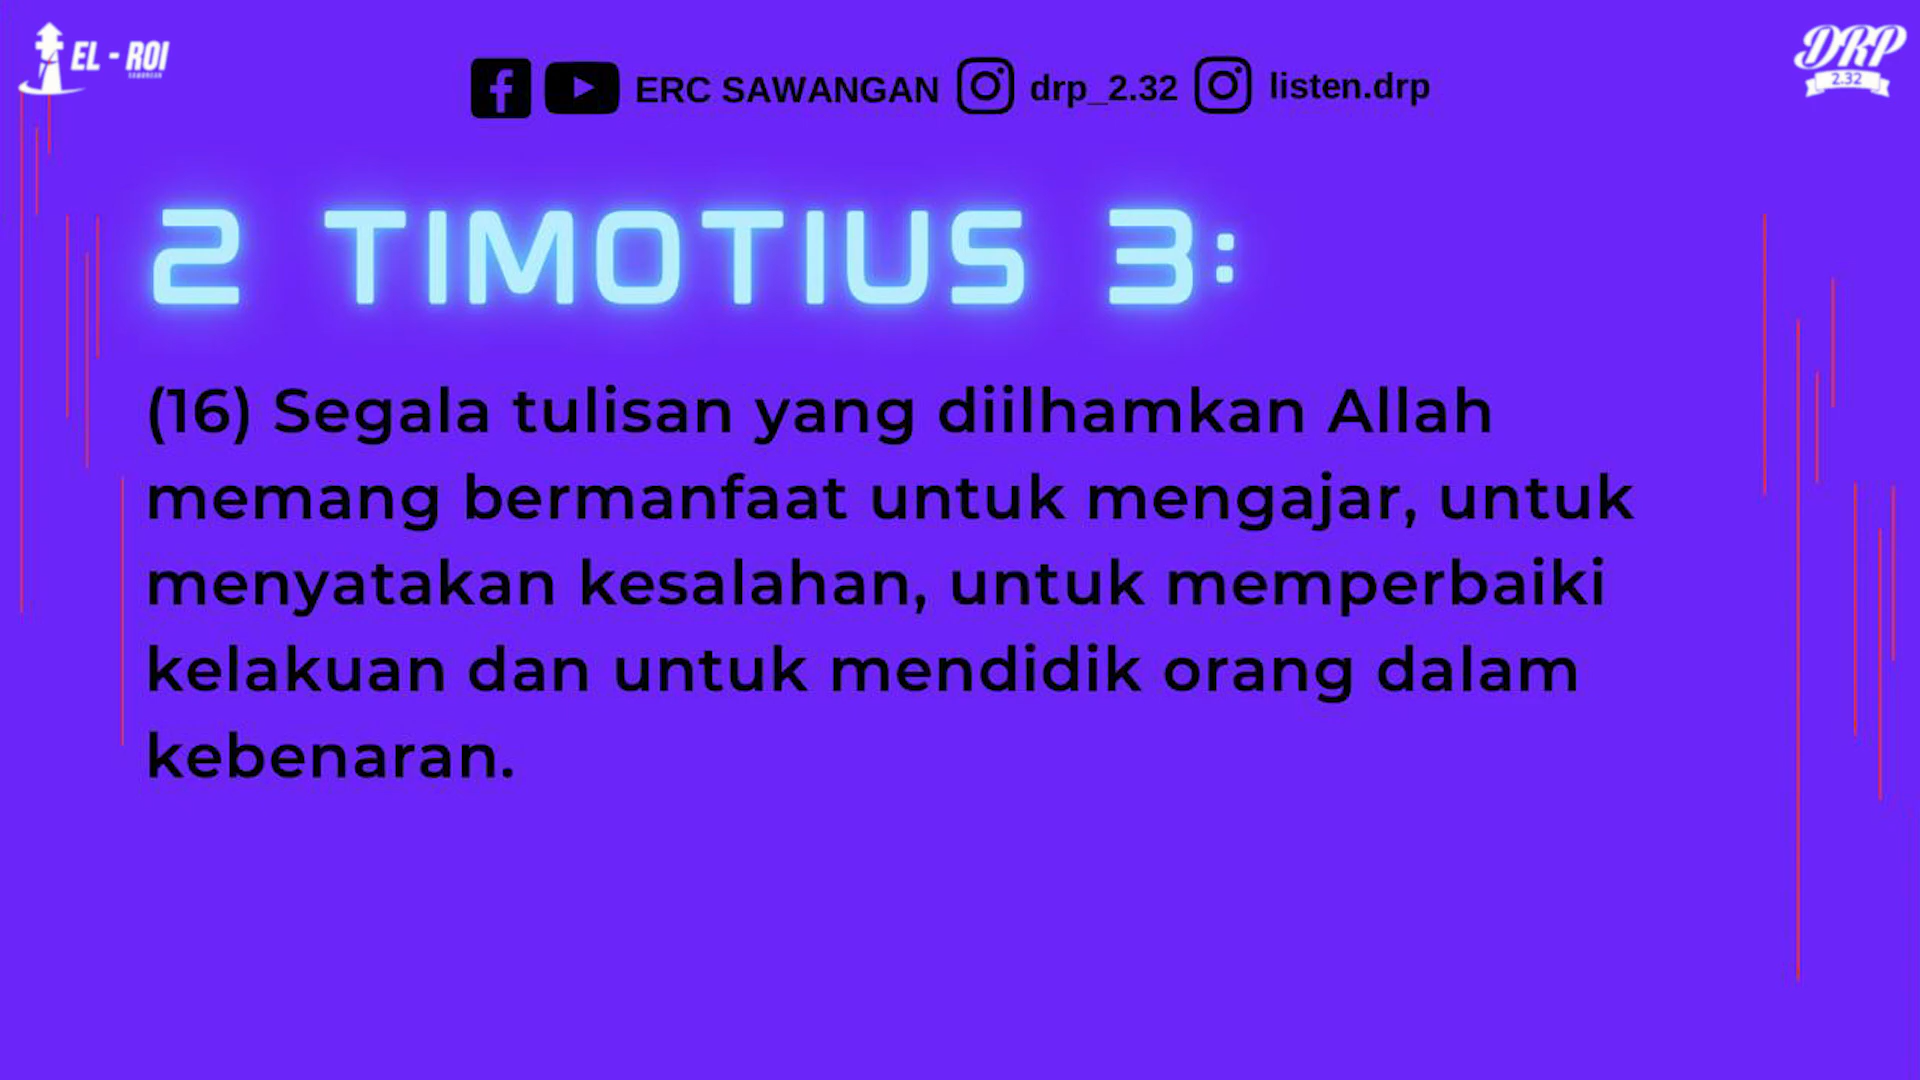 EL - ROI
SAWANGAN
ERC SAWANGAN drp_2.32 listen.drp
DRP
2.32
2 TIMOTIUS 3:
(16) Segala tulisan yang diilhamkan Allah
memang bermanfaat untuk mengajar, untuk
menyatakan kesalahan, untuk memperbaiki
kelakuan dan untuk mendidik orang dalam
kebenaran.